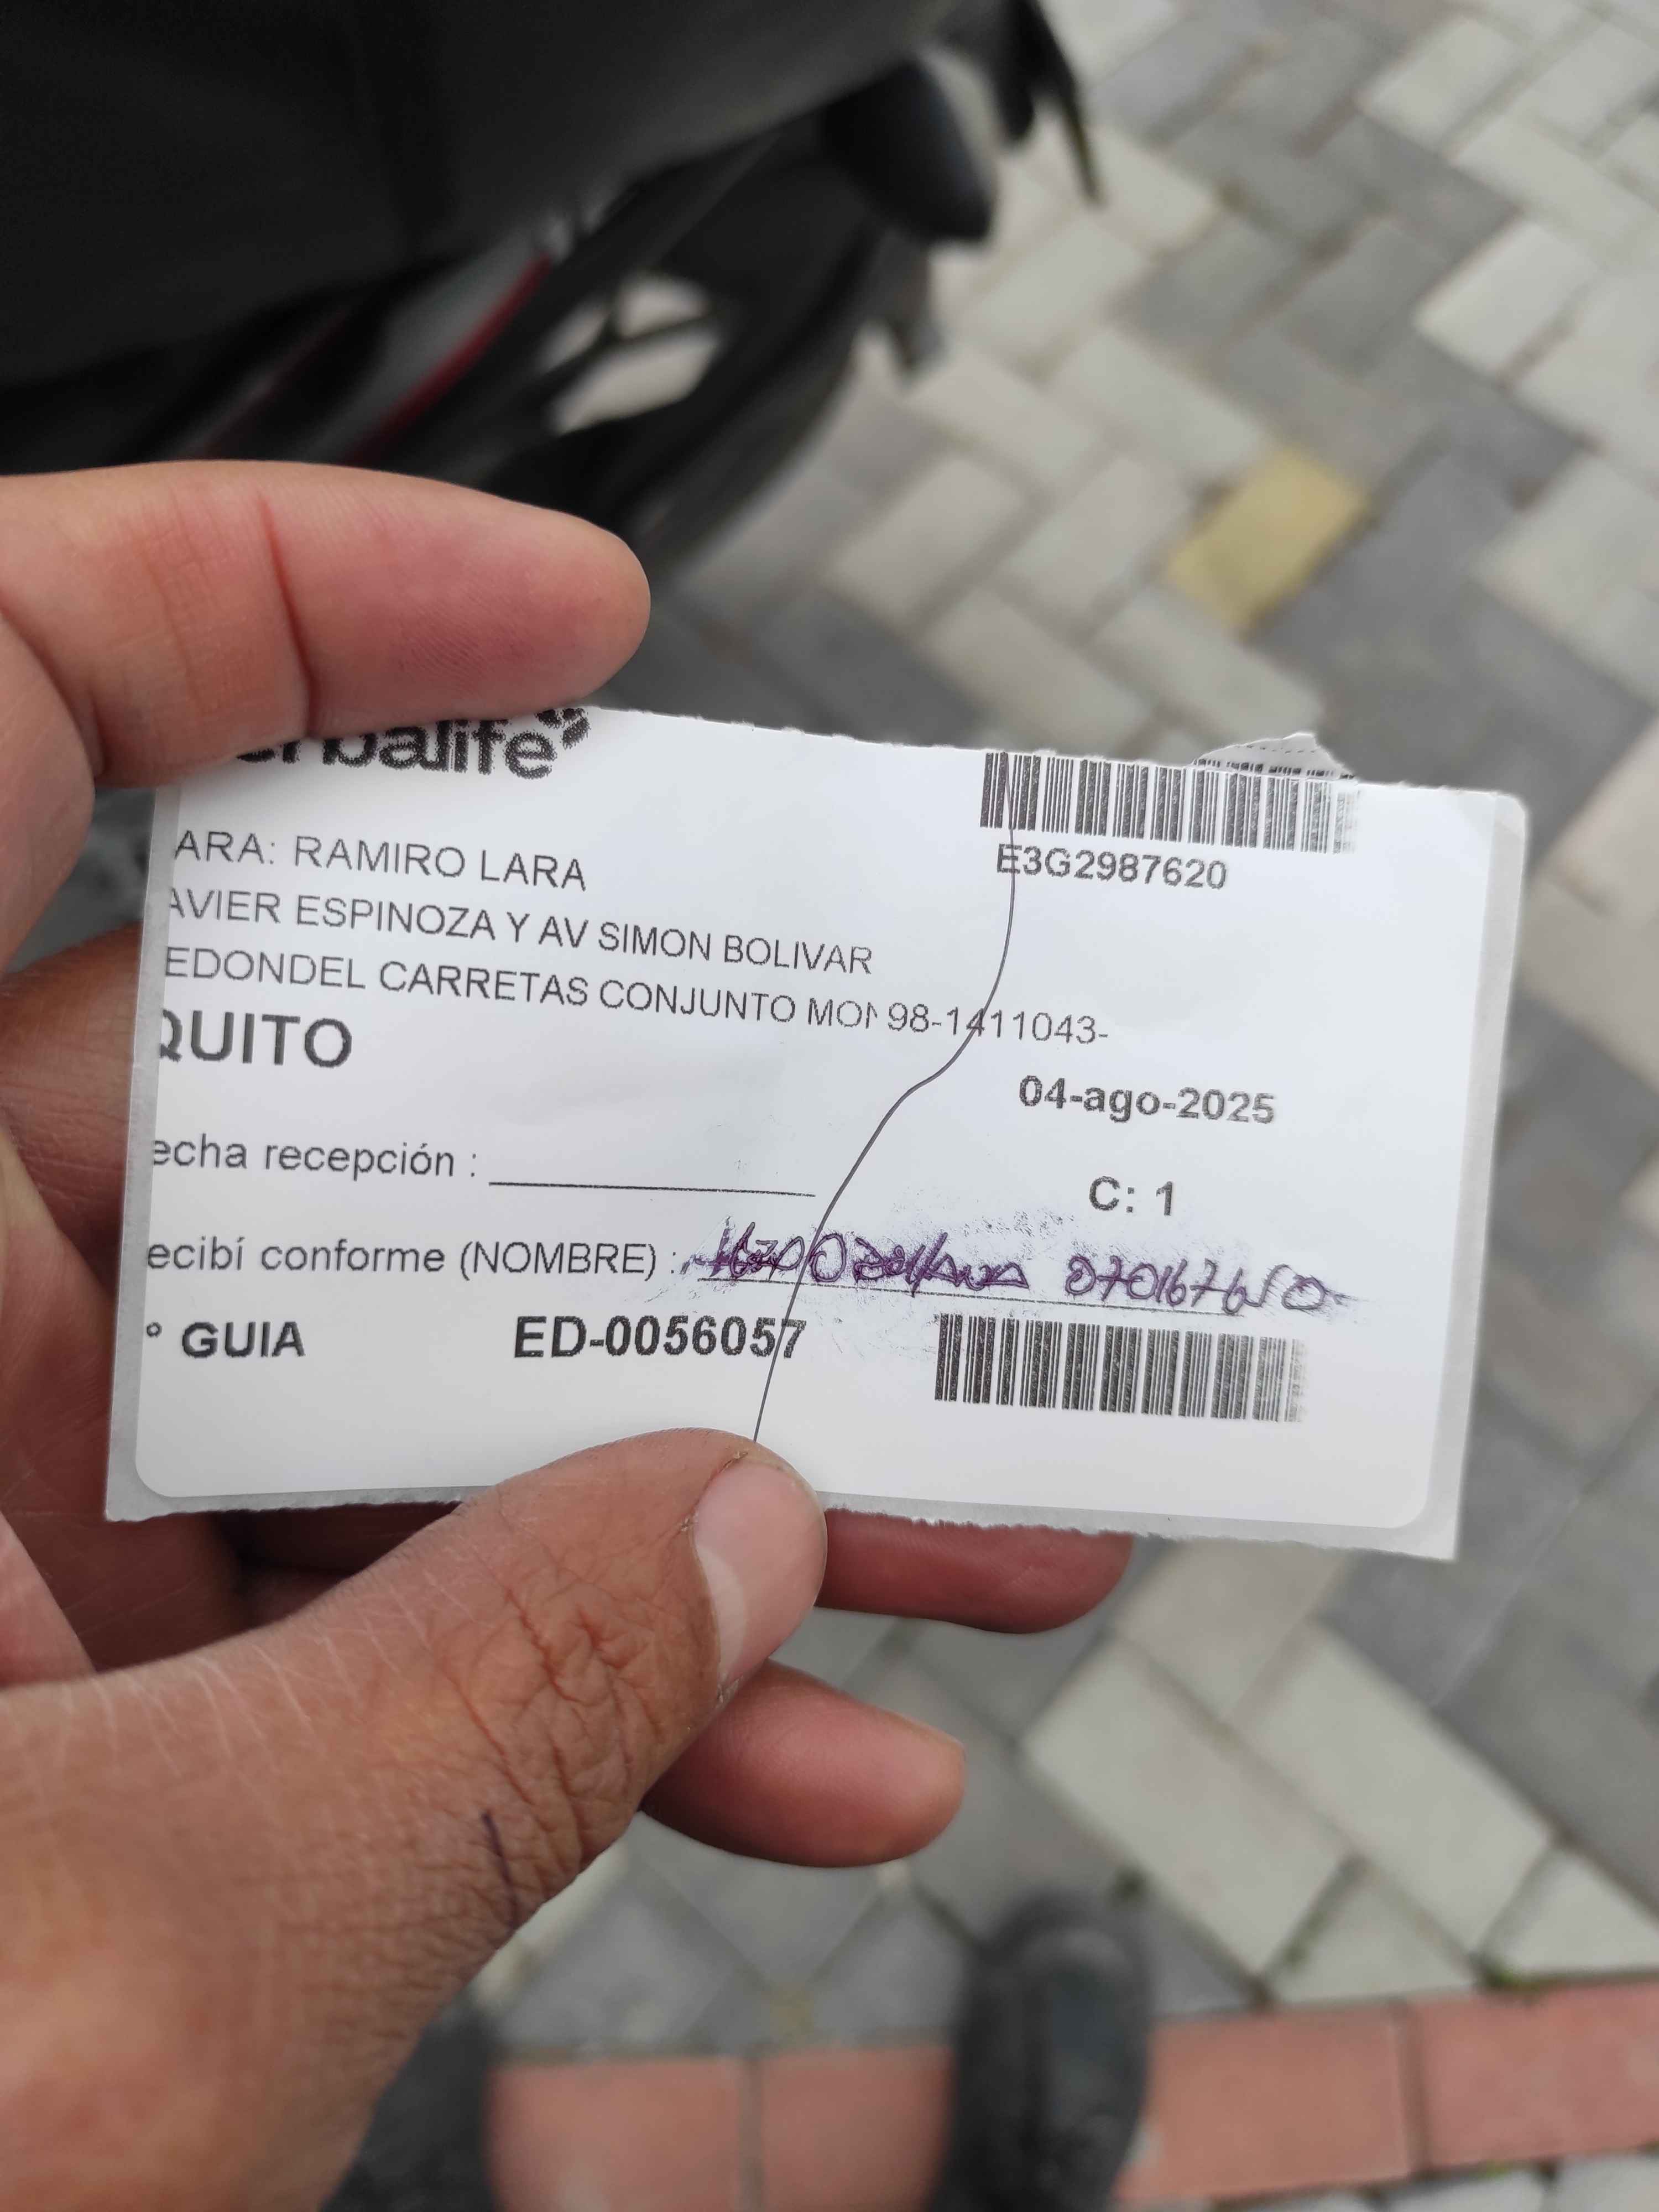 erbalife
E3G2987620
ARA: RAMIRO LARA
AVIER ESPINOZA Y AV SIMON BOLIVAR
EDONDEL CARRETAS CONJUNTO MON 98-1411043-
QUITO
04-ago-2025
echa recepción :
C: 1
ecibí conforme (NOMBRE) :
° GUIA ED-0056057